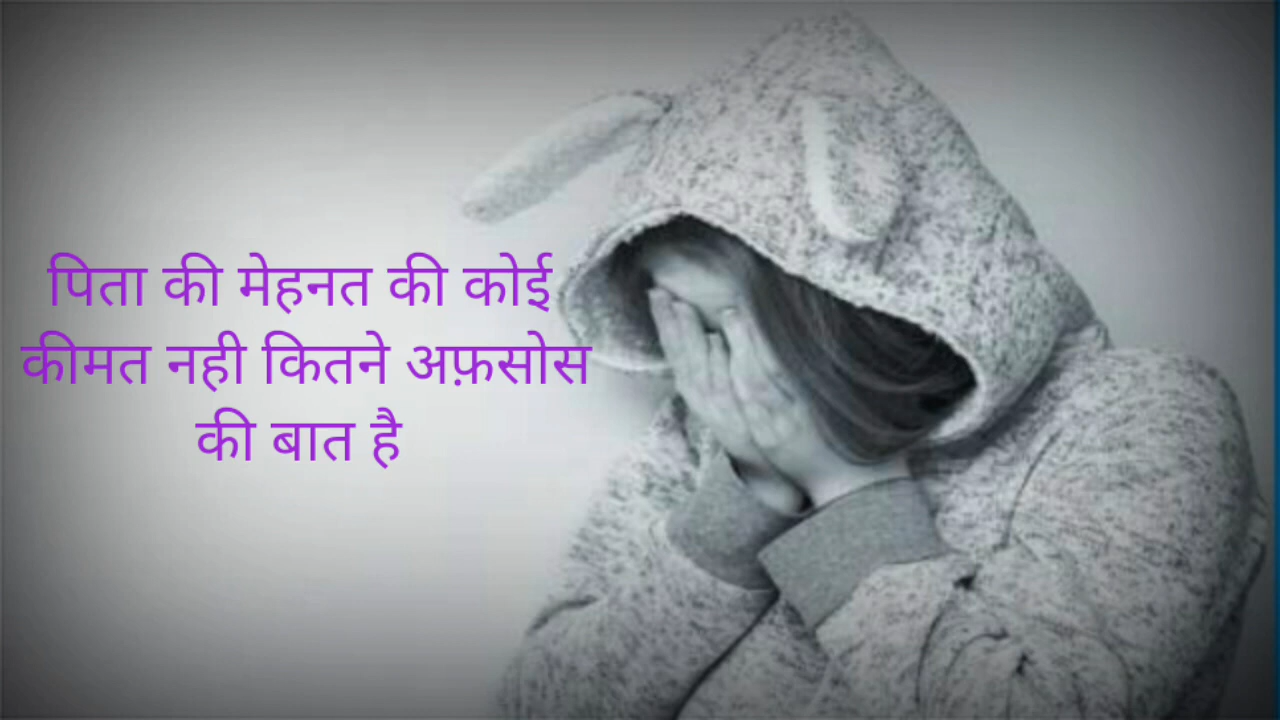 पिता की मेहनत की कोई
कीमत नही कितने अफ़सोस
की बात है